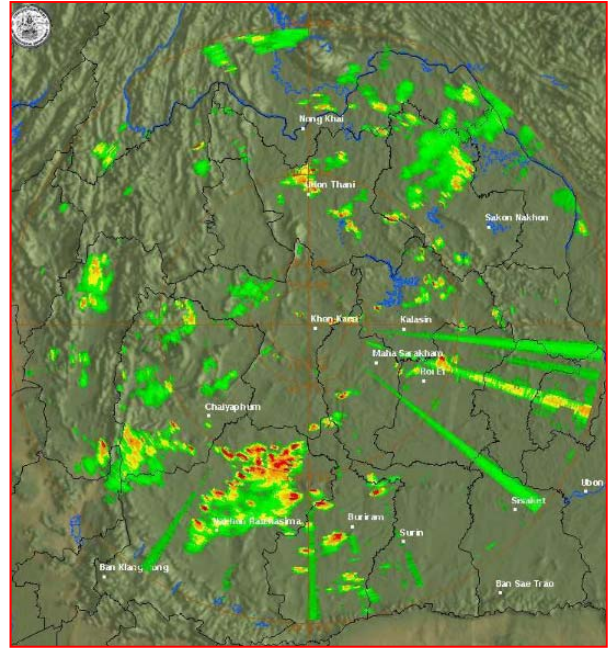 Nong Khai
Udon Thani
Sakon Nakhon
Khon Kaen
Kalasin
Maha Sarakham
Roi Et
Chaiyaphum
Ubon
Sisaket
Buriram
Surin
Ban Sae Trao